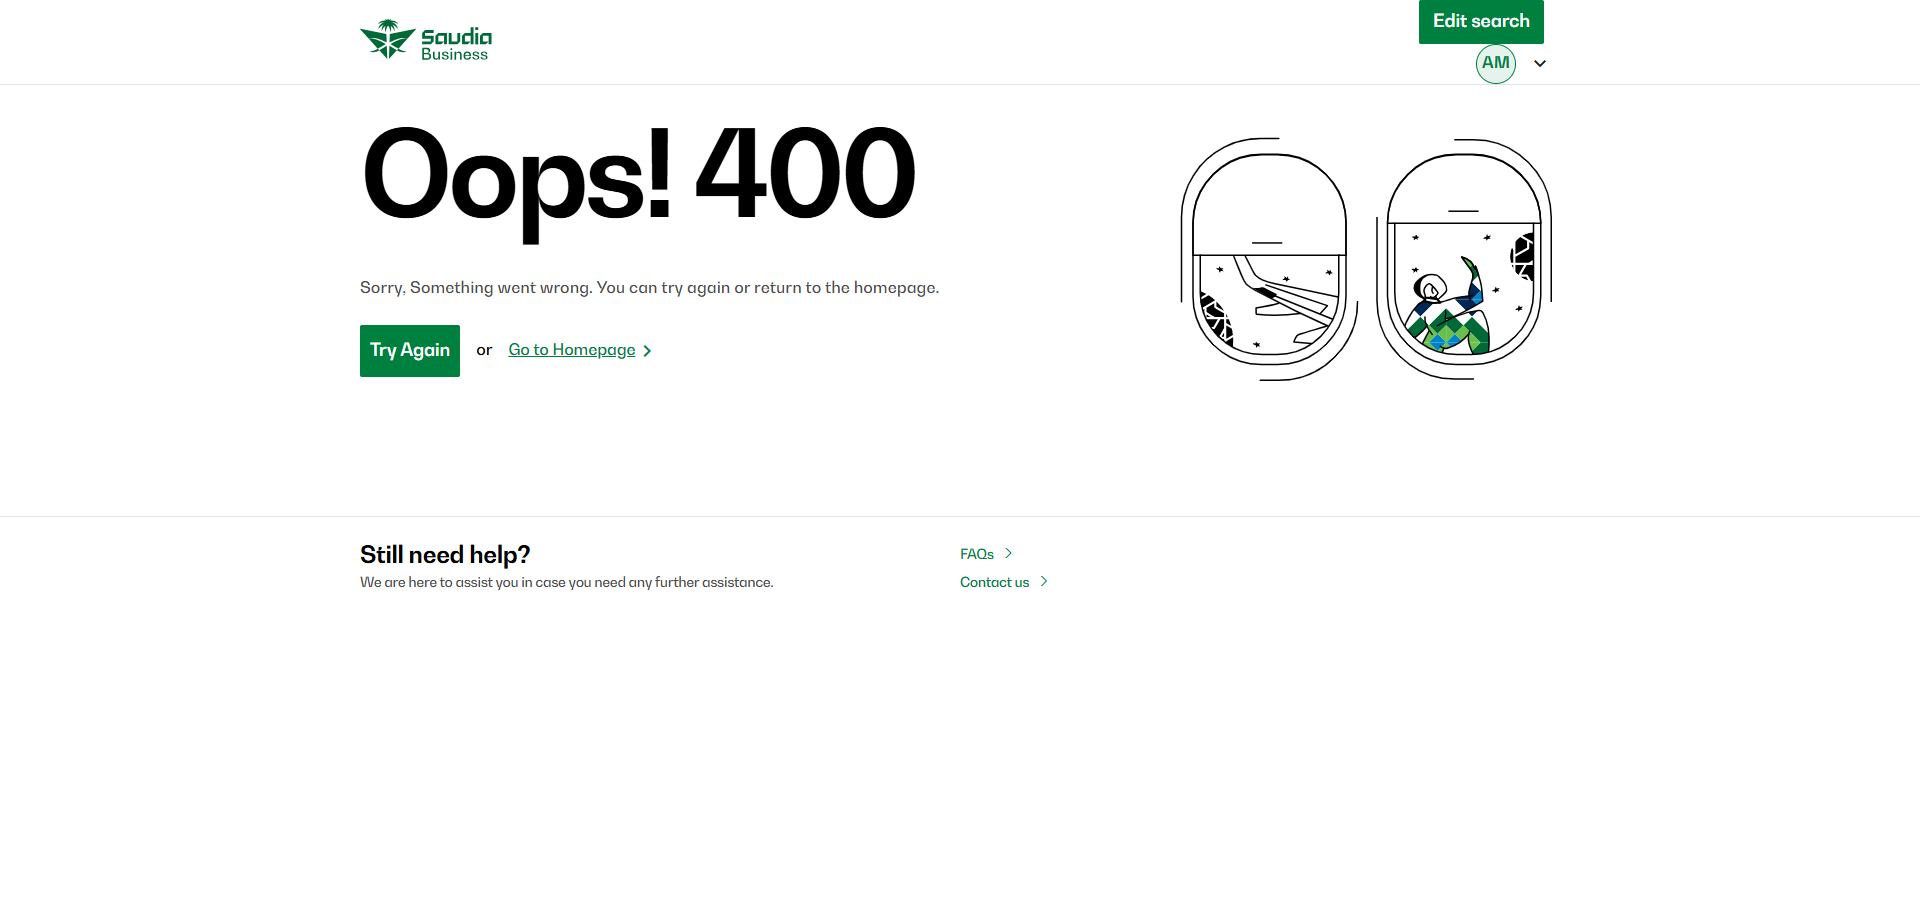 Saudia
Business
Edit search
AM
Oops! 400
Sorry, Something went wrong. You can try again or return to the homepage.
Try Again or Go to Homepage
Still need help?
We are here to assist you in case you need any further assistance.
FAQs
Contact us